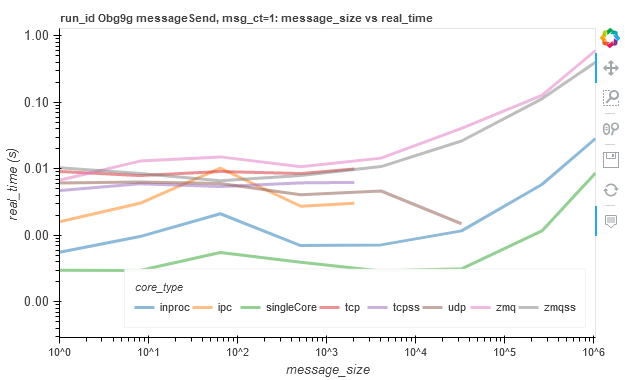 run_id Obg9g messageSend, msg_ct=1: message_size vs real_time
1.00
0.10
0.01
0.00
0.00
real_time (s)
core_type
inproc ipc singleCore tcp tcpss udp zmq zmqss
10^0 10^1 10^2 10^3 10^4 10^5 10^6
message_size